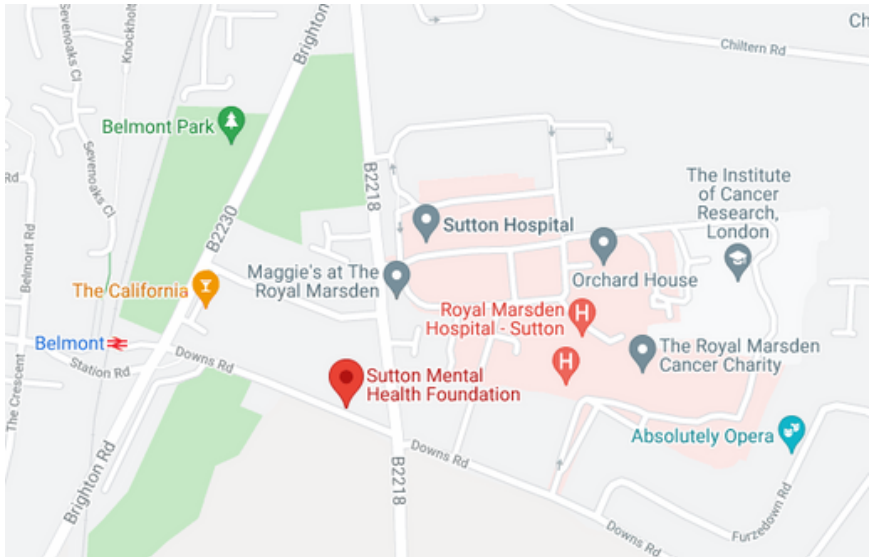 Sevenoaks Cl
Knockholt
Brighton
Chiltern Rd
Ch
Belmont Park
Sevenoaks Cl
Rd
B2218
The Institute
of Cancer
Research,
London
Belmont Rd
B2230
Sutton Hospital
Maggie's at The
Royal Marsden
Orchard House
The California
Royal Marsden
Hospital - Sutton
H
Belmont
Station Rd
Downs Rd
The Crescent
Sutton Mental
Health Foundation
H
The Royal Marsden
Cancer Charity
Absolutely Opera
Brighton Rd
B2218
Downs Rd
Furzedown Rd
Downs Rd